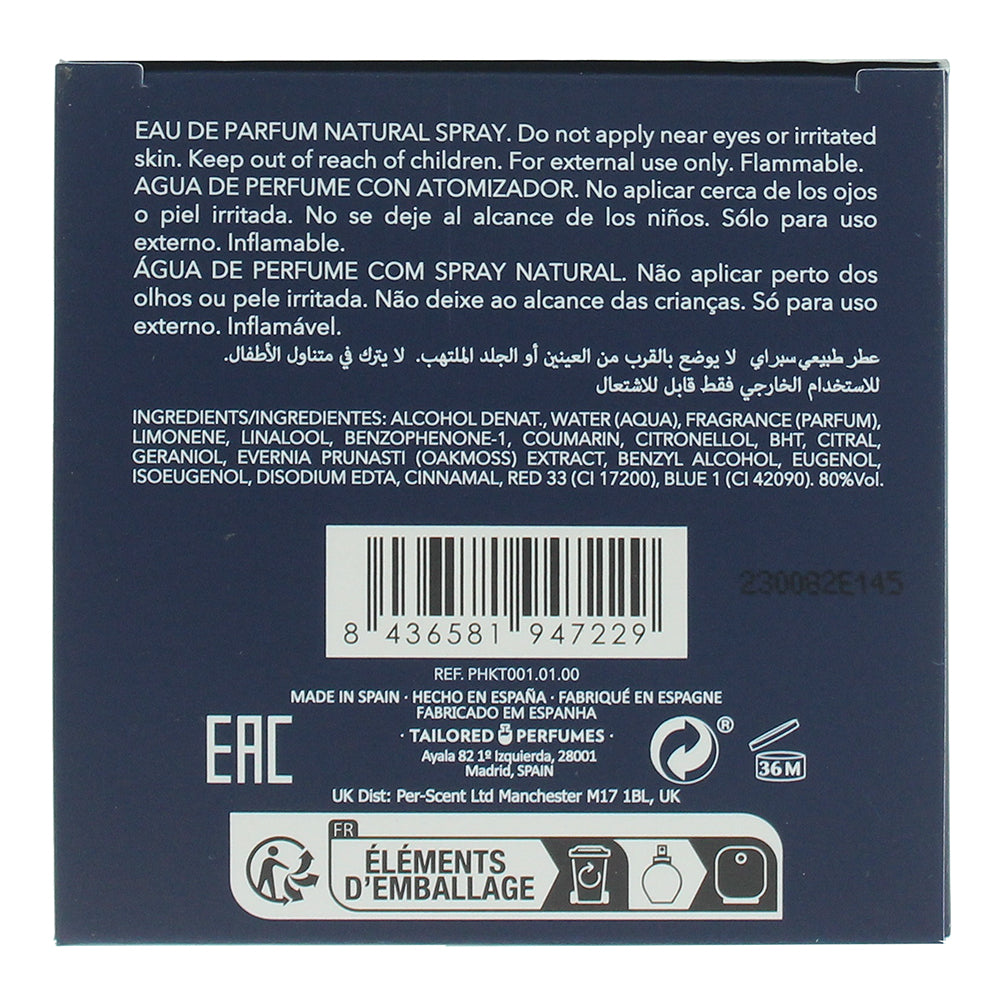 EAU DE PARFUM NATURAL SPRAY. Do not apply near eyes or irritated
skin. Keep out of reach of children. For external use only. Flammable.
AGUA DE PERFUME CON ATOMIZADOR. No aplicar cerca de los ojos
o piel irritada. No se deje al alcance de los niños. Sólo para uso
externo. Inflamable.
ÁGUA DE PERFUME COM SPRAY NATURAL. Não aplicar perto dos
olhos ou pele irritada. Não deixe ao alcance das crianças. Só para uso
externo. Inflamável.
عطر طبيعي سبراي لا يوضع بالقرب من العينين أو الجلد الملتهب. لا يترك في متناول الأطفال.
للاستخدام الخارجي فقط قابل للاشتعال
INGREDIENTS/INGREDIENTES: ALCOHOL DENAT., WATER (AQUA), FRAGRANCE (PARFUM),
LIMONENE, LINALOOL, BENZOPHENONE-1, COUMARIN, CITRONELLOL, BHT, CITRAL,
GERANIOL, EVERNIA PRUNASTI (OAKMOSS) EXTRACT, BENZYL ALCOHOL, EUGENOL,
ISOEUGENOL, DISODIUM EDTA, CINNAMAL, RED 33 (CI 17200), BLUE 1 (CI 42090). 80%Vol.
230082E145
8 436581 947229
REF. PHKT001.01.00
MADE IN SPAIN · HECHO EN ESPAÑA · FABRIQUÉ EN ESPAGNE
FABRICADO EM ESPANHA
· TAILORED PERFUMES ·
Ayala 82 1º Izquierda, 28001
Madrid, SPAIN
EAC
®
36M
UK Dist: Per-Scent Ltd Manchester M17 1BL, UK
FR
ÉLÉMENTS
D'EMBALLAGE